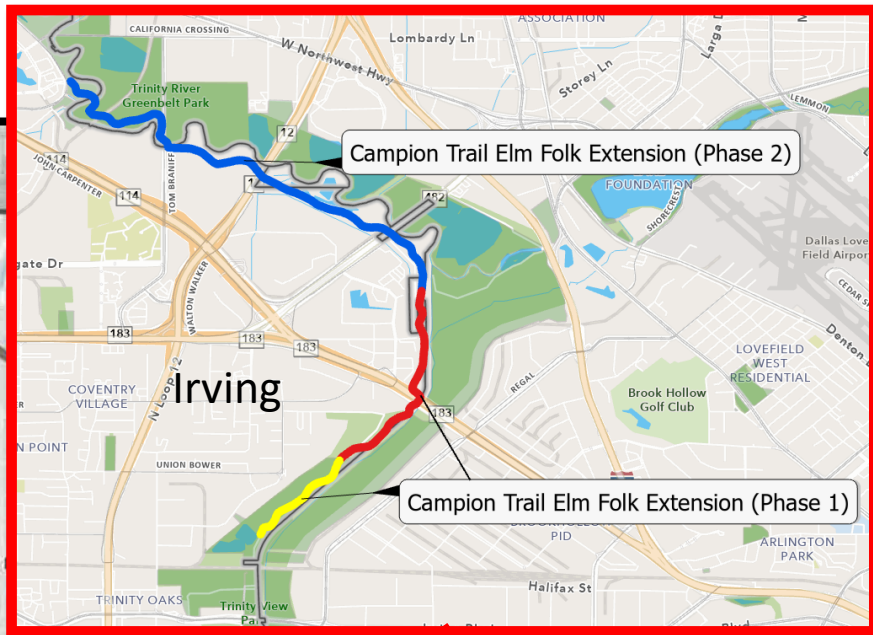 ASSOCIATION
CALIFORNIA CROSSING
Lombardy Ln
W Northwest Hwy
Larga D
Storey Ln
Trinity River
Greenbelt Park
LEMMON
12
Campion Trail Elm Folk Extension (Phase 2)
114
JOHN CARPENTER
114
TOM BRANIFF
482
FOUNDATION
SHORECREST
Dallas Love
Field Airpor
gate Dr
WALTON WALKER
CEDAR SP
183
183
183
183
Denton D
N Loop 12
Irving
COVENTRY
VILLAGE
REGAL
LOVEFIELD
WEST
RESIDENTIAL
Brook Hollow
Golf Club
N POINT
UNION BOWER
Campion Trail Elm Folk Extension (Phase 1)
PID
ARLINGTON
PARK
Halifax St
TRINITY OAKS
Trinity View